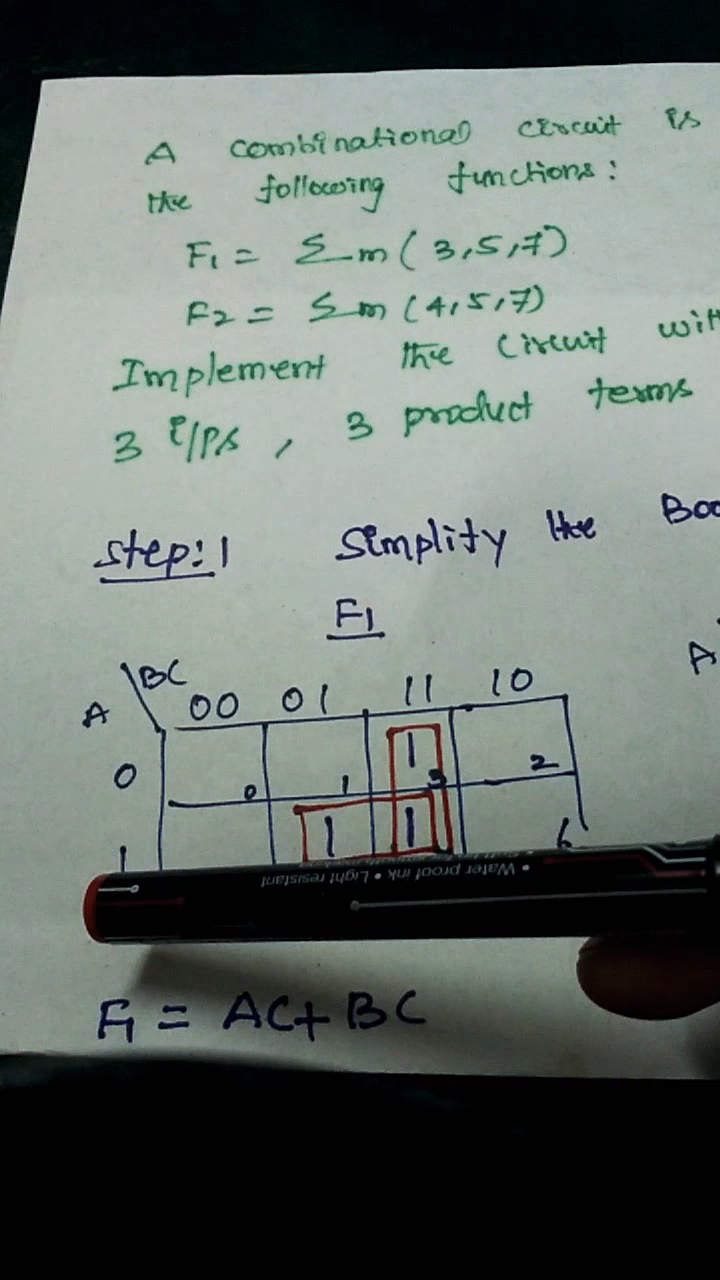 A combinational circuit is
the following functions:
F1 = Σm(3,5,7)
F2 = Σm(4,5,7)
Implement the circuit with
3 i/ps, 3 product terms
step:1 Simplify the Boo
F1
A
BC
00 01 11 10
A
0
1
1
0 1 3 2
1 1
6
• Water proof ink • Light resistant
F1 = AC+BC